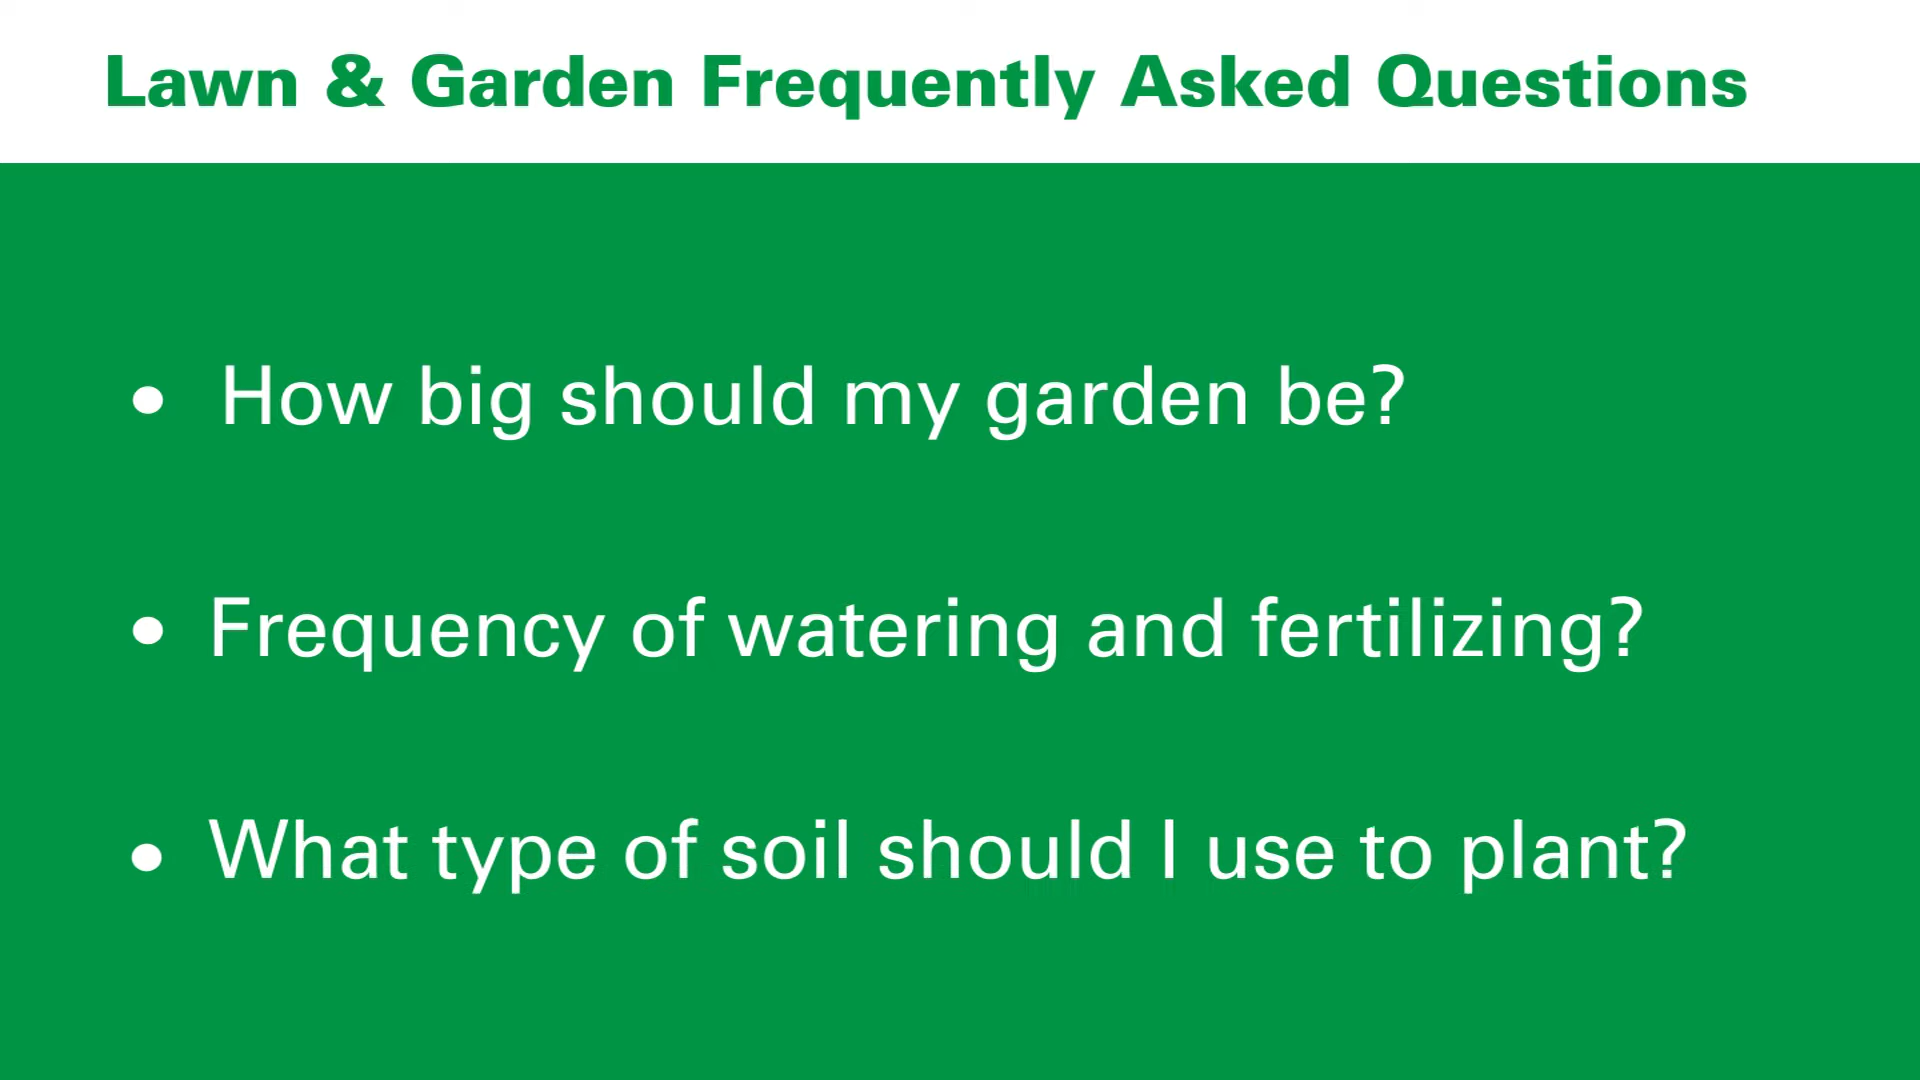 Lawn & Garden Frequently Asked Questions
• How big should my garden be?
• Frequency of watering and fertilizing?
• What type of soil should I use to plant?